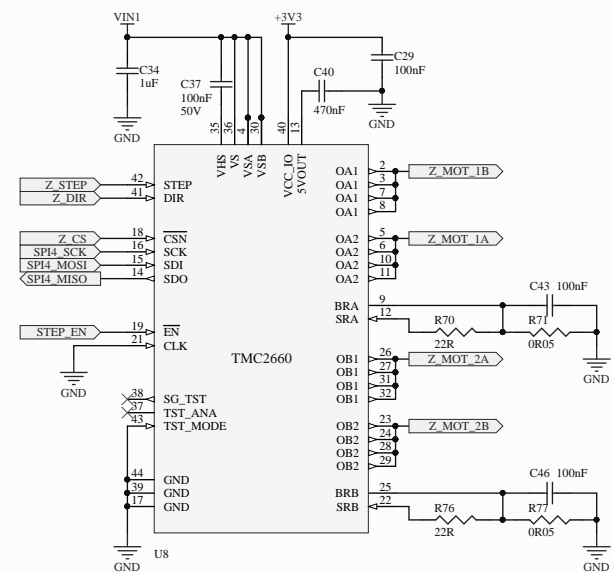 VIN1
+3V3
C34
1uF
C37
100nF
50V
C40
470nF
C29
100nF
GND
GND
35
36
4
30
40
13
VHS
VS
VSA
VSB
VCC_IO
5VOUT
Z_STEP 42 STEP
Z_DIR 41 DIR
Z_CS 18 CSN
SPI4_SCK 16 SCK
SPI4_MOSI 15 SDI
SPI4_MISO 14 SDO
STEP_EN 19 EN
21 CLK
GND
38 SG_TST
37 TST_ANA
43 TST_MODE
44 GND
39 GND
17 GND
GND
TMC2660
U8
OA1 2 Z_MOT_1B
OA1 3
OA1 7
OA1 8
OA2 5 Z_MOT_1A
OA2 6
OA2 10
OA2 11
BRA 9
SRA 12
C43 100nF
R70 R71
22R 0R05
GND
OB1 26 Z_MOT_2A
OB1 27
OB1 31
OB1 32
OB2 23 Z_MOT_2B
OB2 24
OB2 28
OB2 29
BRB 25
SRB 22
C46 100nF
R76 R77
22R 0R05
GND